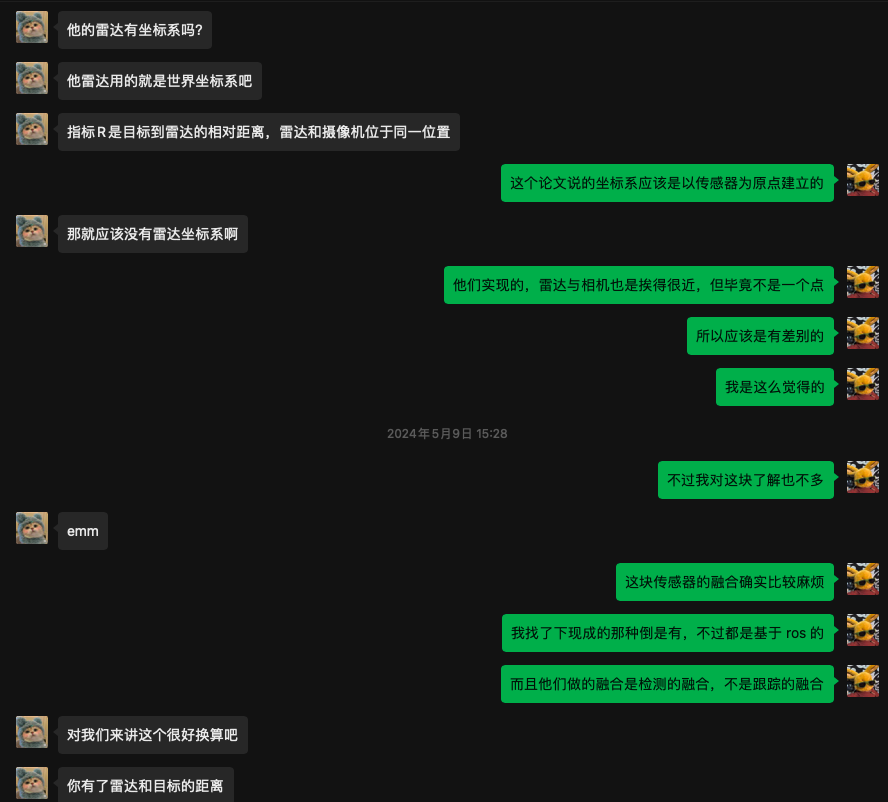 他的雷达有坐标系吗?
他雷达用的就是世界坐标系吧
指标R是目标到雷达的相对距离，雷达和摄像机位于同一位置
这个论文说的坐标系应该是以传感器为原点建立的
那就应该没有雷达坐标系啊
他们实现的，雷达与相机也是挨得很近，但毕竟不是一个点
所以应该是有差别的
我是这么觉得的
2024年5月9日 15:28
不过我对这块了解也不多
emm
这块传感器的融合确实比较麻烦
我找了下现成的那种倒是有，不过都是基于 ros 的
而且他们做的融合是检测的融合，不是跟踪的融合
对我们来讲这个很好换算吧
你有了雷达和目标的距离